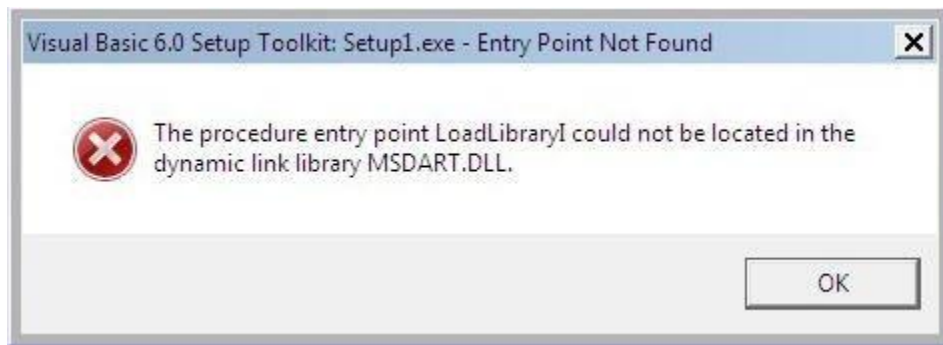 Visual Basic 6.0 Setup Toolkit: Setup1.exe - Entry Point Not Found
The procedure entry point LoadLibraryI could not be located in the
dynamic link library MSDART.DLL.
OK